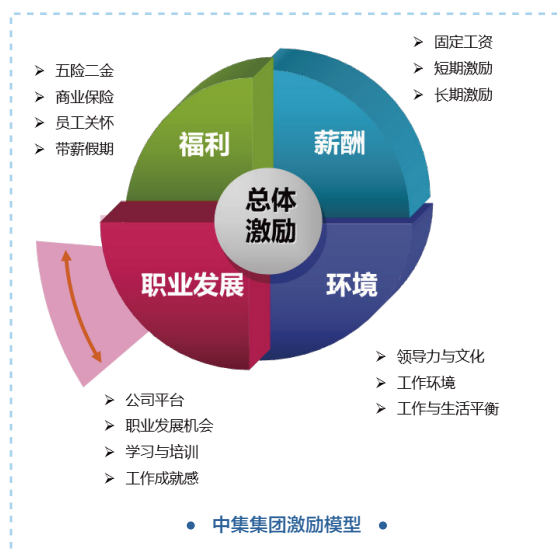 五险二金
商业保险
员工关怀
带薪假期
固定工资
短期激励
长期激励
福利
薪酬
总体
激励
职业发展
环境
领导力与文化
工作环境
工作与生活平衡
公司平台
职业发展机会
学习与培训
工作成就感
中集集团激励模型